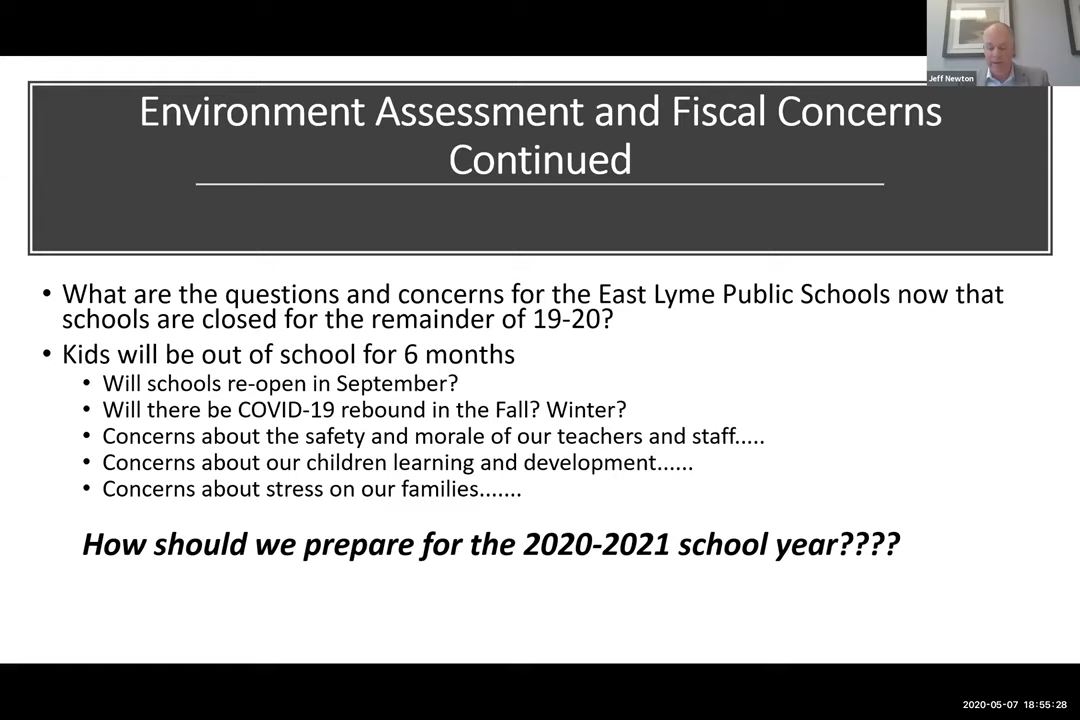 Jeff Newton
Environment Assessment and Fiscal Concerns
Continued
• What are the questions and concerns for the East Lyme Public Schools now that
schools are closed for the remainder of 19-20?
• Kids will be out of school for 6 months
• Will schools re-open in September?
• Will there be COVID-19 rebound in the Fall? Winter?
• Concerns about the safety and morale of our teachers and staff.....
• Concerns about our children learning and development......
• Concerns about stress on our families.......
How should we prepare for the 2020-2021 school year????
2020-05-07 18:55:28